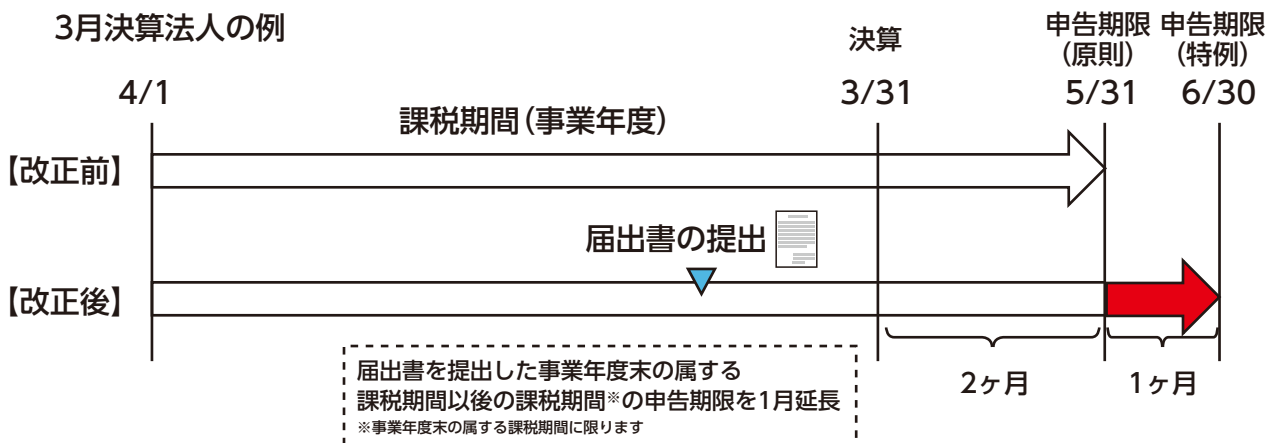 3月決算法人の例
決算
申告期限
(原則)
申告期限
(特例)
4/1
3/31
5/31
6/30
課税期間(事業年度)
【改正前】
届出書の提出
【改正後】
届出書を提出した事業年度末の属する
課税期間以後の課税期間※の申告期限を1月延長
※事業年度末の属する課税期間に限ります
2ヶ月
1ヶ月